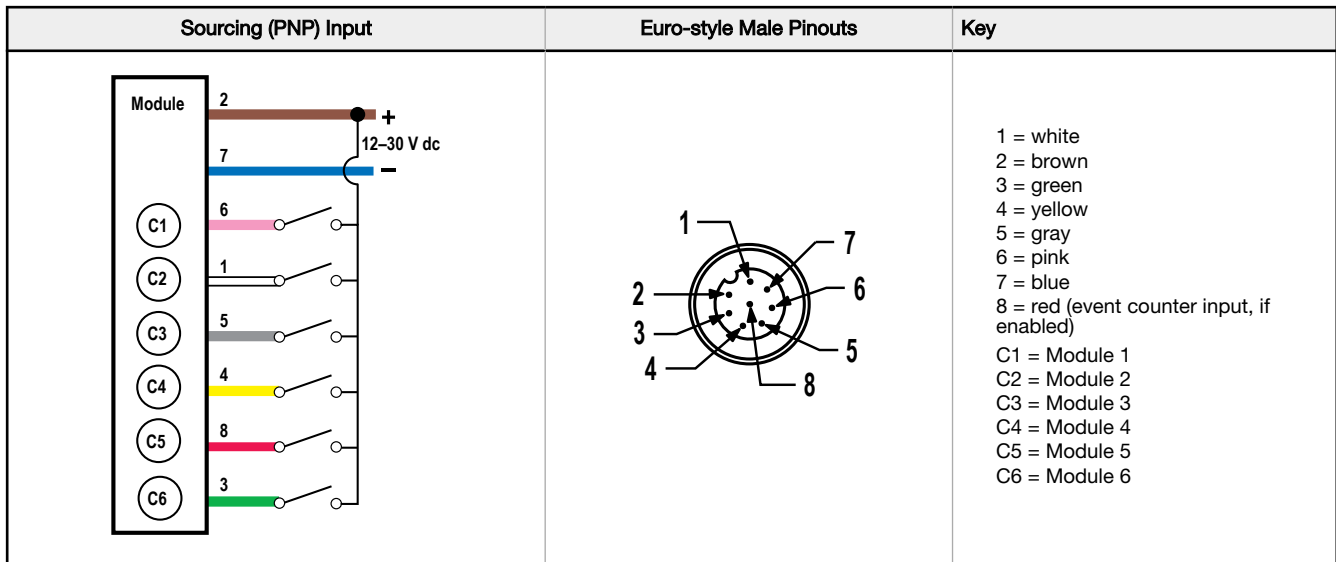 Sourcing (PNP) Input
Euro-style Male Pinouts
Key
Module
2
+
12–30 V dc
7
–
C1
6
C2
1
C3
5
C4
4
C5
8
C6
3
1
7
2
6
3
5
4
8
1 = white
2 = brown
3 = green
4 = yellow
5 = gray
6 = pink
7 = blue
8 = red (event counter input, if
enabled)
C1 = Module 1
C2 = Module 2
C3 = Module 3
C4 = Module 4
C5 = Module 5
C6 = Module 6